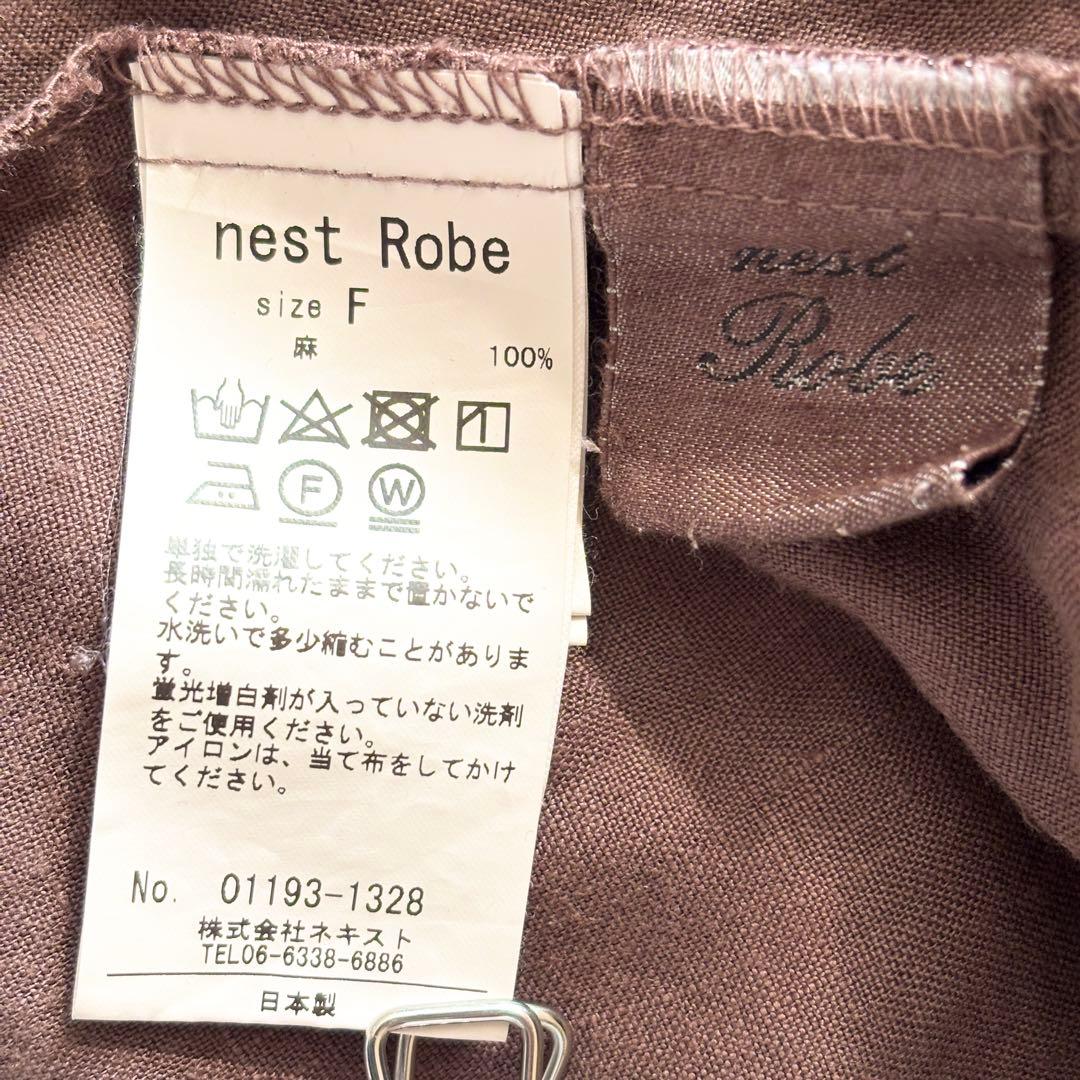 nest Robe
size F
麻 100%
F W
単独で洗濯してください。
長時間濡れたままで置かないで
ください。
水洗いで多少縮むことがありま
す。
蛍光増白剤が入っていない洗剤
をご使用ください。
アイロンは、当て布をしてかけ
てください。
No. 01193-1328
株式会社ネキスト
TEL06-6338-6886
日本製
nest
Robe